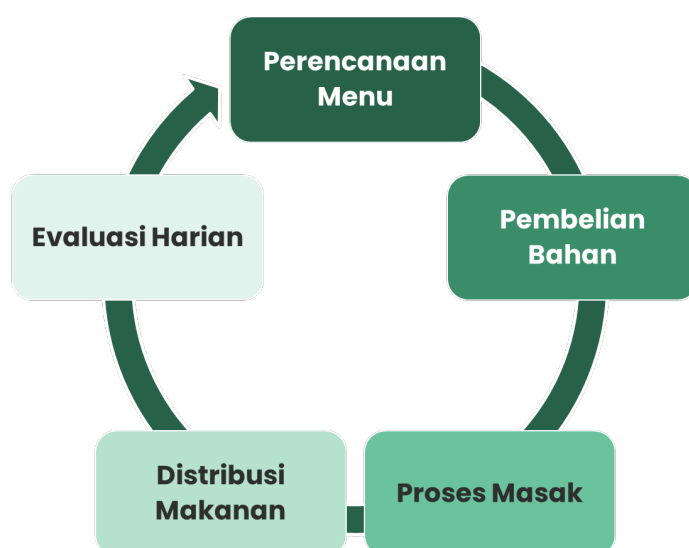 Perencanaan
Menu
Pembelian
Bahan
Proses Masak
Distribusi
Makanan
Evaluasi Harian